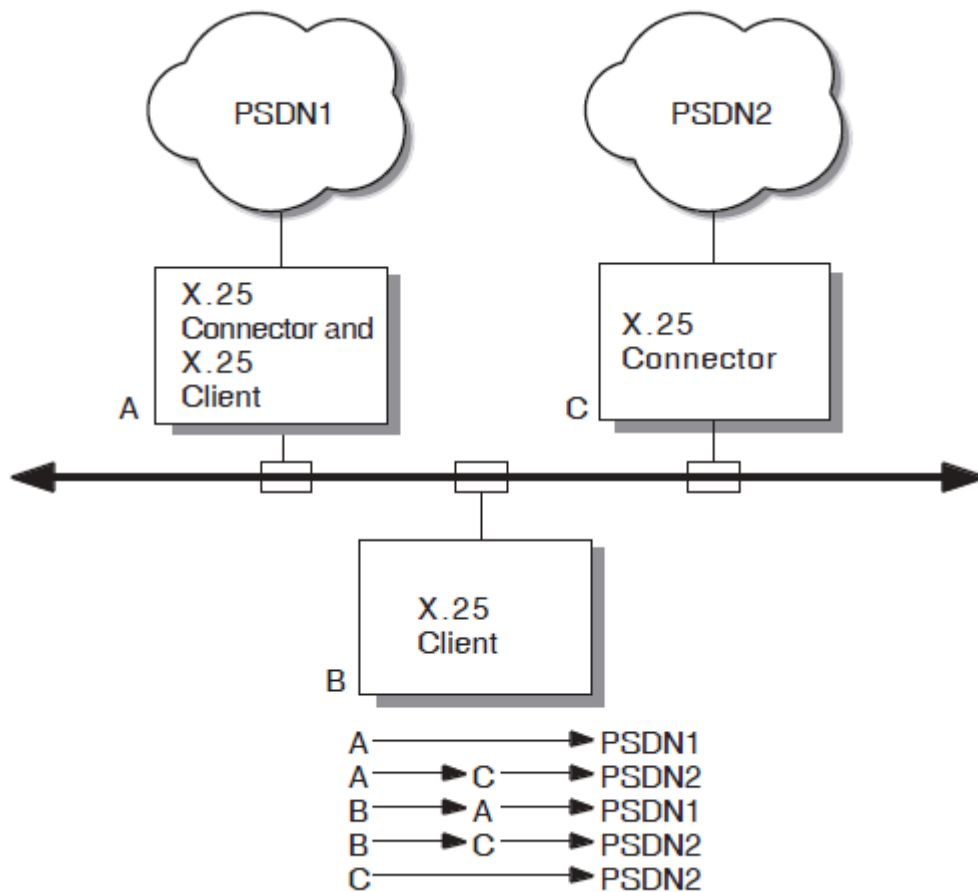 PSDN1
PSDN2
X.25
Connector and
X.25
Client
A
X.25
Connector
C
X.25
Client
B
A PSDN1
A C PSDN2
B A PSDN1
B C PSDN2
C PSDN2